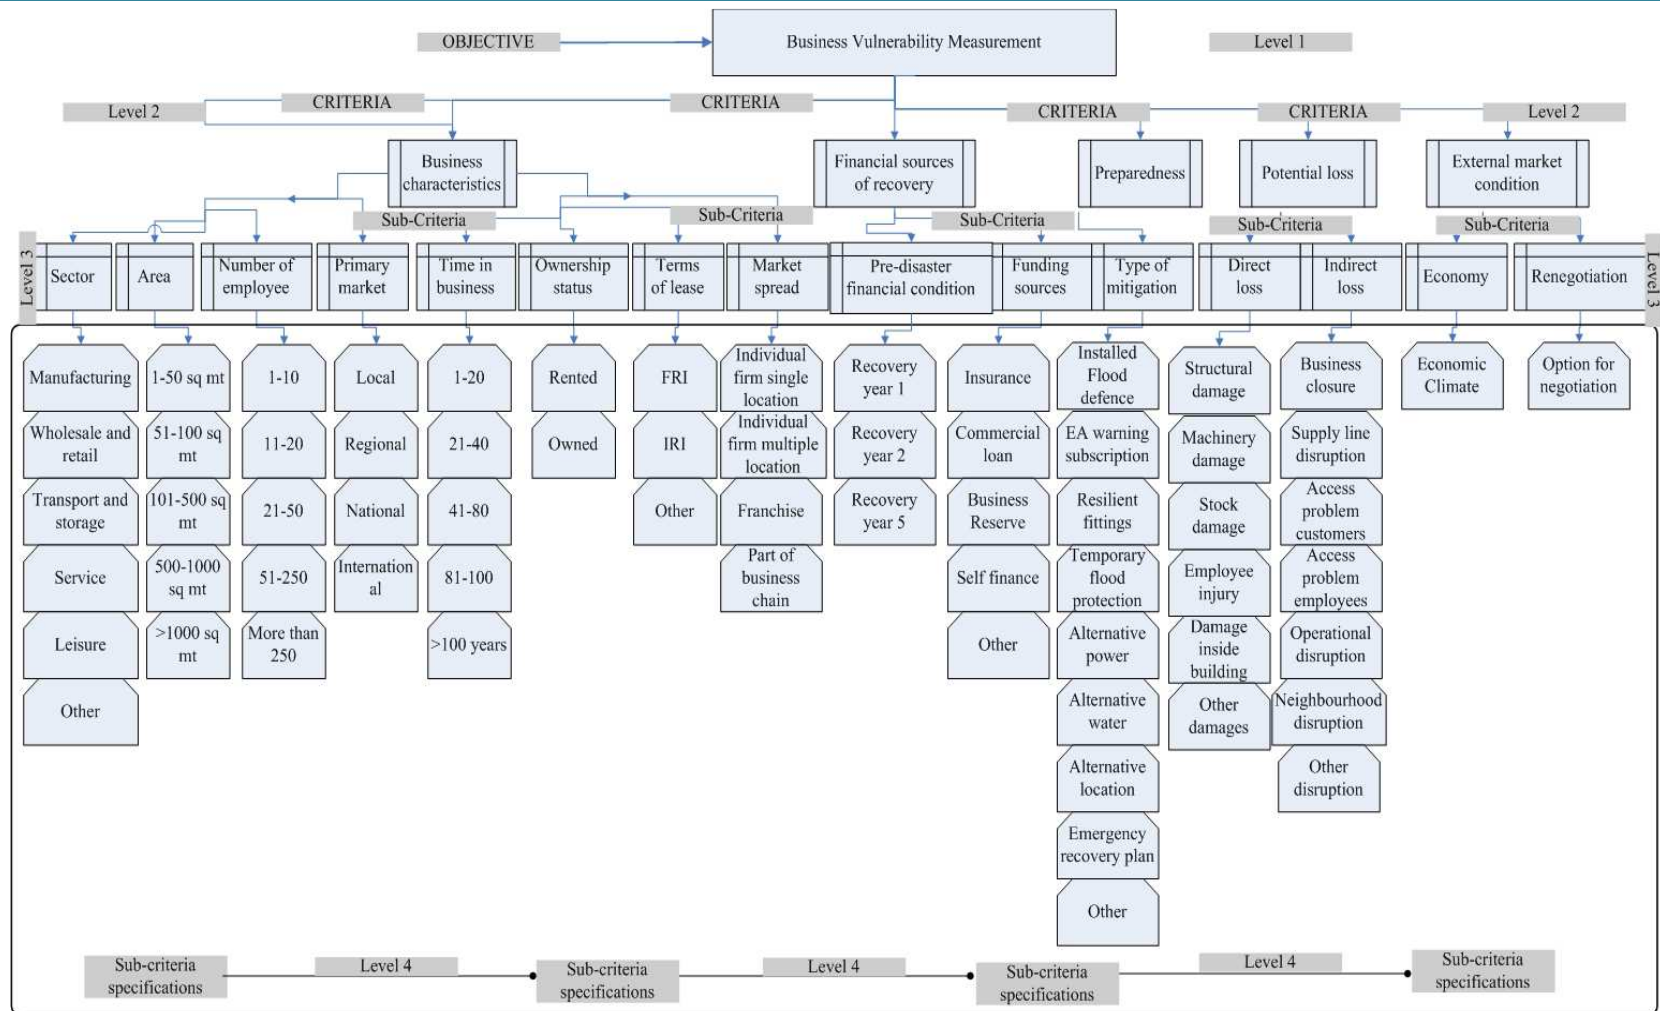 OBJECTIVE
Business Vulnerability Measurement
Level 1
Level 2
CRITERIA
CRITERIA
CRITERIA
CRITERIA
Level 2
Business
characteristics
Financial sources
of recovery
Preparedness
Potential loss
External market
condition
Sub-Criteria
Sub-Criteria
Sub-Criteria
Sub-Criteria
Sub-Criteria
Level 3
Sector
Area
Number of
employee
Primary
market
Time in
business
Ownership
status
Terms
of lease
Market
spread
Pre-disaster
financial condition
Funding
sources
Type of
mitigation
Direct
loss
Indirect
loss
Economy
Renegotiation
Level 3
Manufacturing
Wholesale and
retail
Transport and
storage
Service
Leisure
Other
1-50 sq mt
51-100 sq
mt
101-500 sq
mt
500-1000
sq mt
>1000 sq
mt
1-10
11-20
21-50
51-250
More than
250
Local
Regional
National
Internation
al
1-20
21-40
41-80
81-100
>100 years
Rented
Owned
FRI
IRI
Other
Individual
firm single
location
Individual
firm multiple
location
Franchise
Part of
business
chain
Recovery
year 1
Recovery
year 2
Recovery
year 5
Insurance
Commercial
loan
Business
Reserve
Self finance
Other
Installed
Flood
defence
EA warning
subscription
Resilient
fittings
Temporary
flood
protection
Alternative
power
Alternative
water
Alternative
location
Emergency
recovery plan
Other
Structural
damage
Machinery
damage
Stock
damage
Employee
injury
Damage
inside
building
Other
damages
Business
closure
Supply line
disruption
Access
problem
customers
Access
problem
employees
Operational
disruption
Neighbourhood
disruption
Other
disruption
Economic
Climate
Option for
negotiation
Sub-criteria
specifications
Level 4
Sub-criteria
specifications
Level 4
Sub-criteria
specifications
Level 4
Sub-criteria
specifications